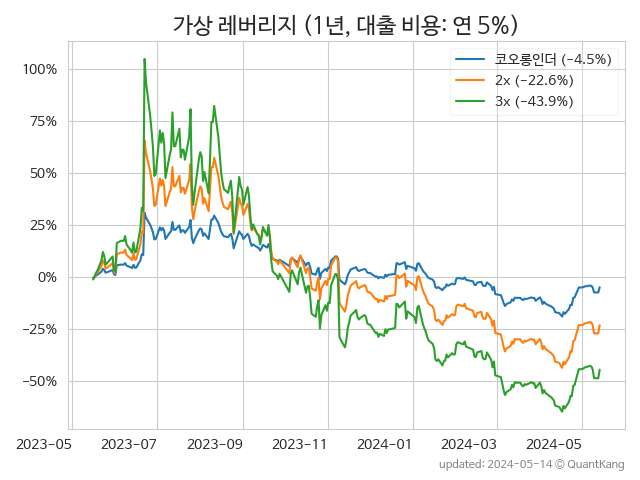 가상 레버리지 (1년, 대출 비용: 연 5%)
코오롱인더 (−4.5%)
2x (−22.6%)
3x (−43.9%)
100%
75%
50%
25%
0%
−25%
−50%
2023-05 2023-07 2023-09 2023-11 2024-01 2024-03 2024-05
updated: 2024-05-14 © QuantKang